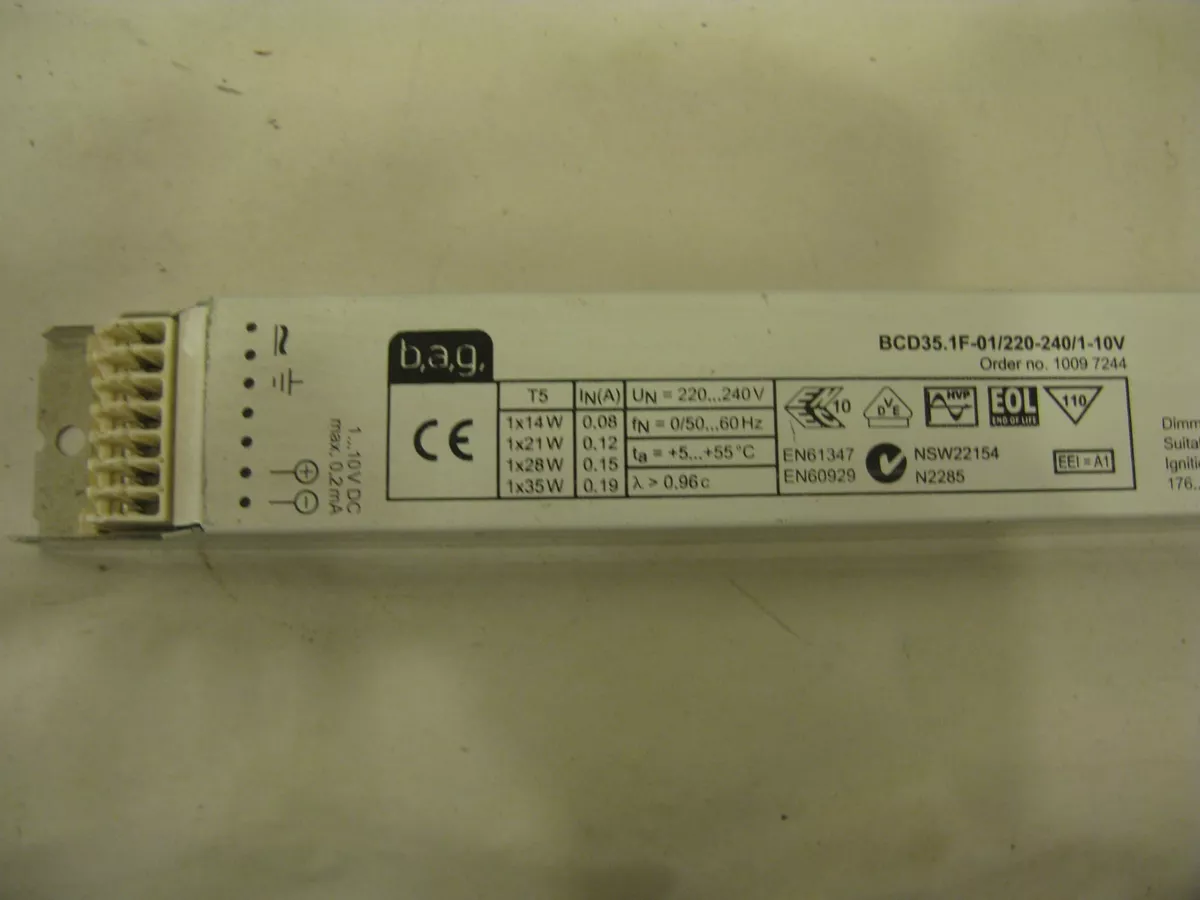 BCD35.1F-01/220-240/1-10V
Order no. 1009 7244
b.a.g.
CE
T5 IN(A) UN = 220...240V
1x14W 0.08 fN = 0/50...60Hz
1x21W 0.12
1x28W 0.15 ta = +5...+55°C
1x35W 0.19 λ > 0.96c
10
DVE
HVP
EOL
END OF LIFE
110
EN61347
EN60929
NSW22154
N2285
EEI = A1
1...10V DC
max. 0,2mA
Dimm
Suita
Igniti
176..